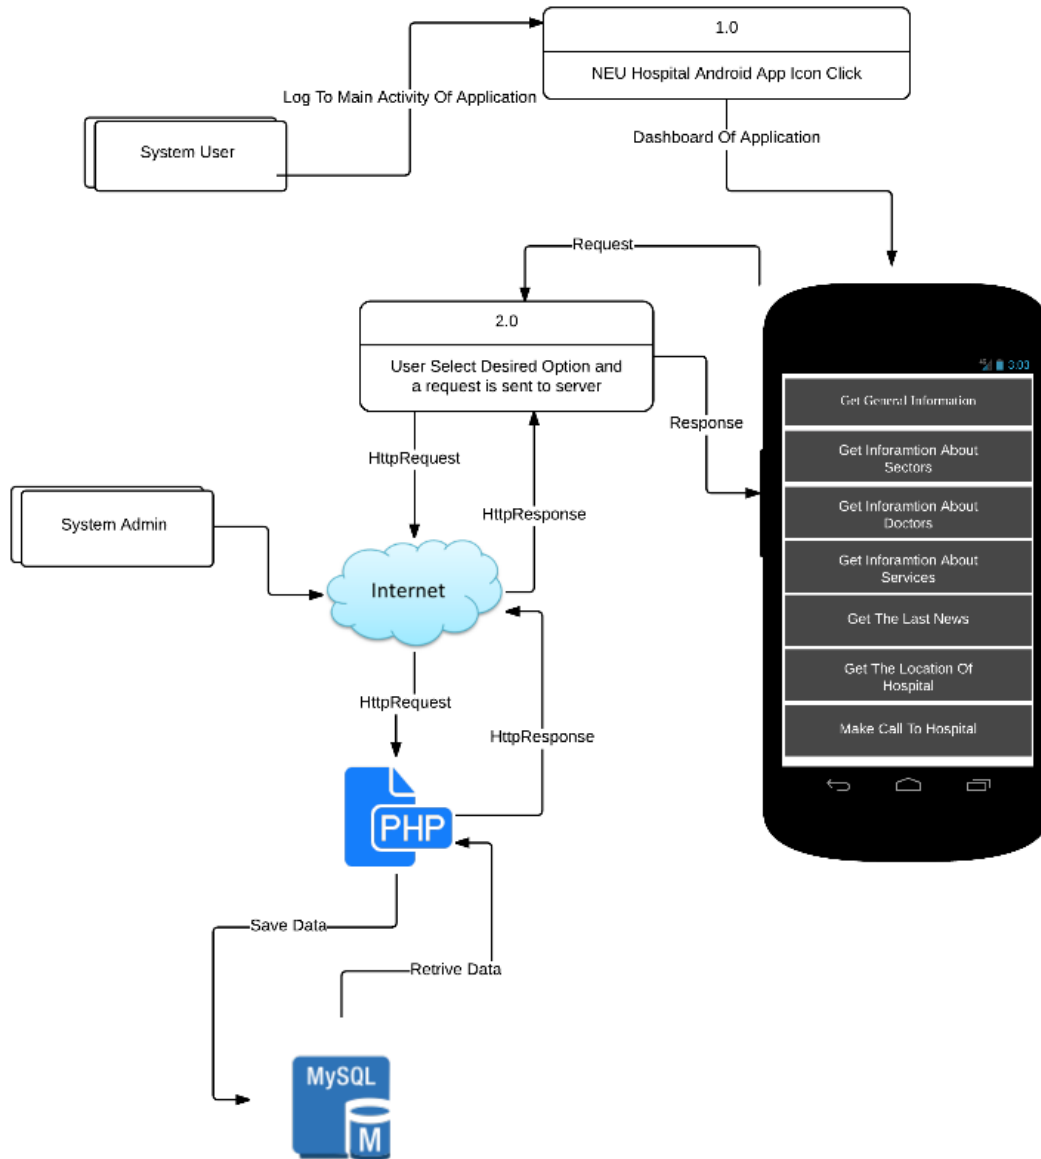 1.0
NEU Hospital Android App Icon Click
Log To Main Activity Of Application
System User
Dashboard Of Application
Request
2.0
User Select Desired Option and
a request is sent to server
Response
HttpRequest
HttpResponse
System Admin
Internet
HttpRequest
HttpResponse
PHP
Save Data
Retrive Data
MySQL
M
4G
3:03
Get General Information
Get Inforamtion About
Sectors
Get Inforamtion About
Doctors
Get Inforamtion About
Services
Get The Last News
Get The Location Of
Hospital
Make Call To Hospital